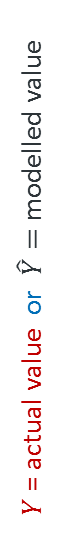 Y = actual value or Ŷ = modelled value